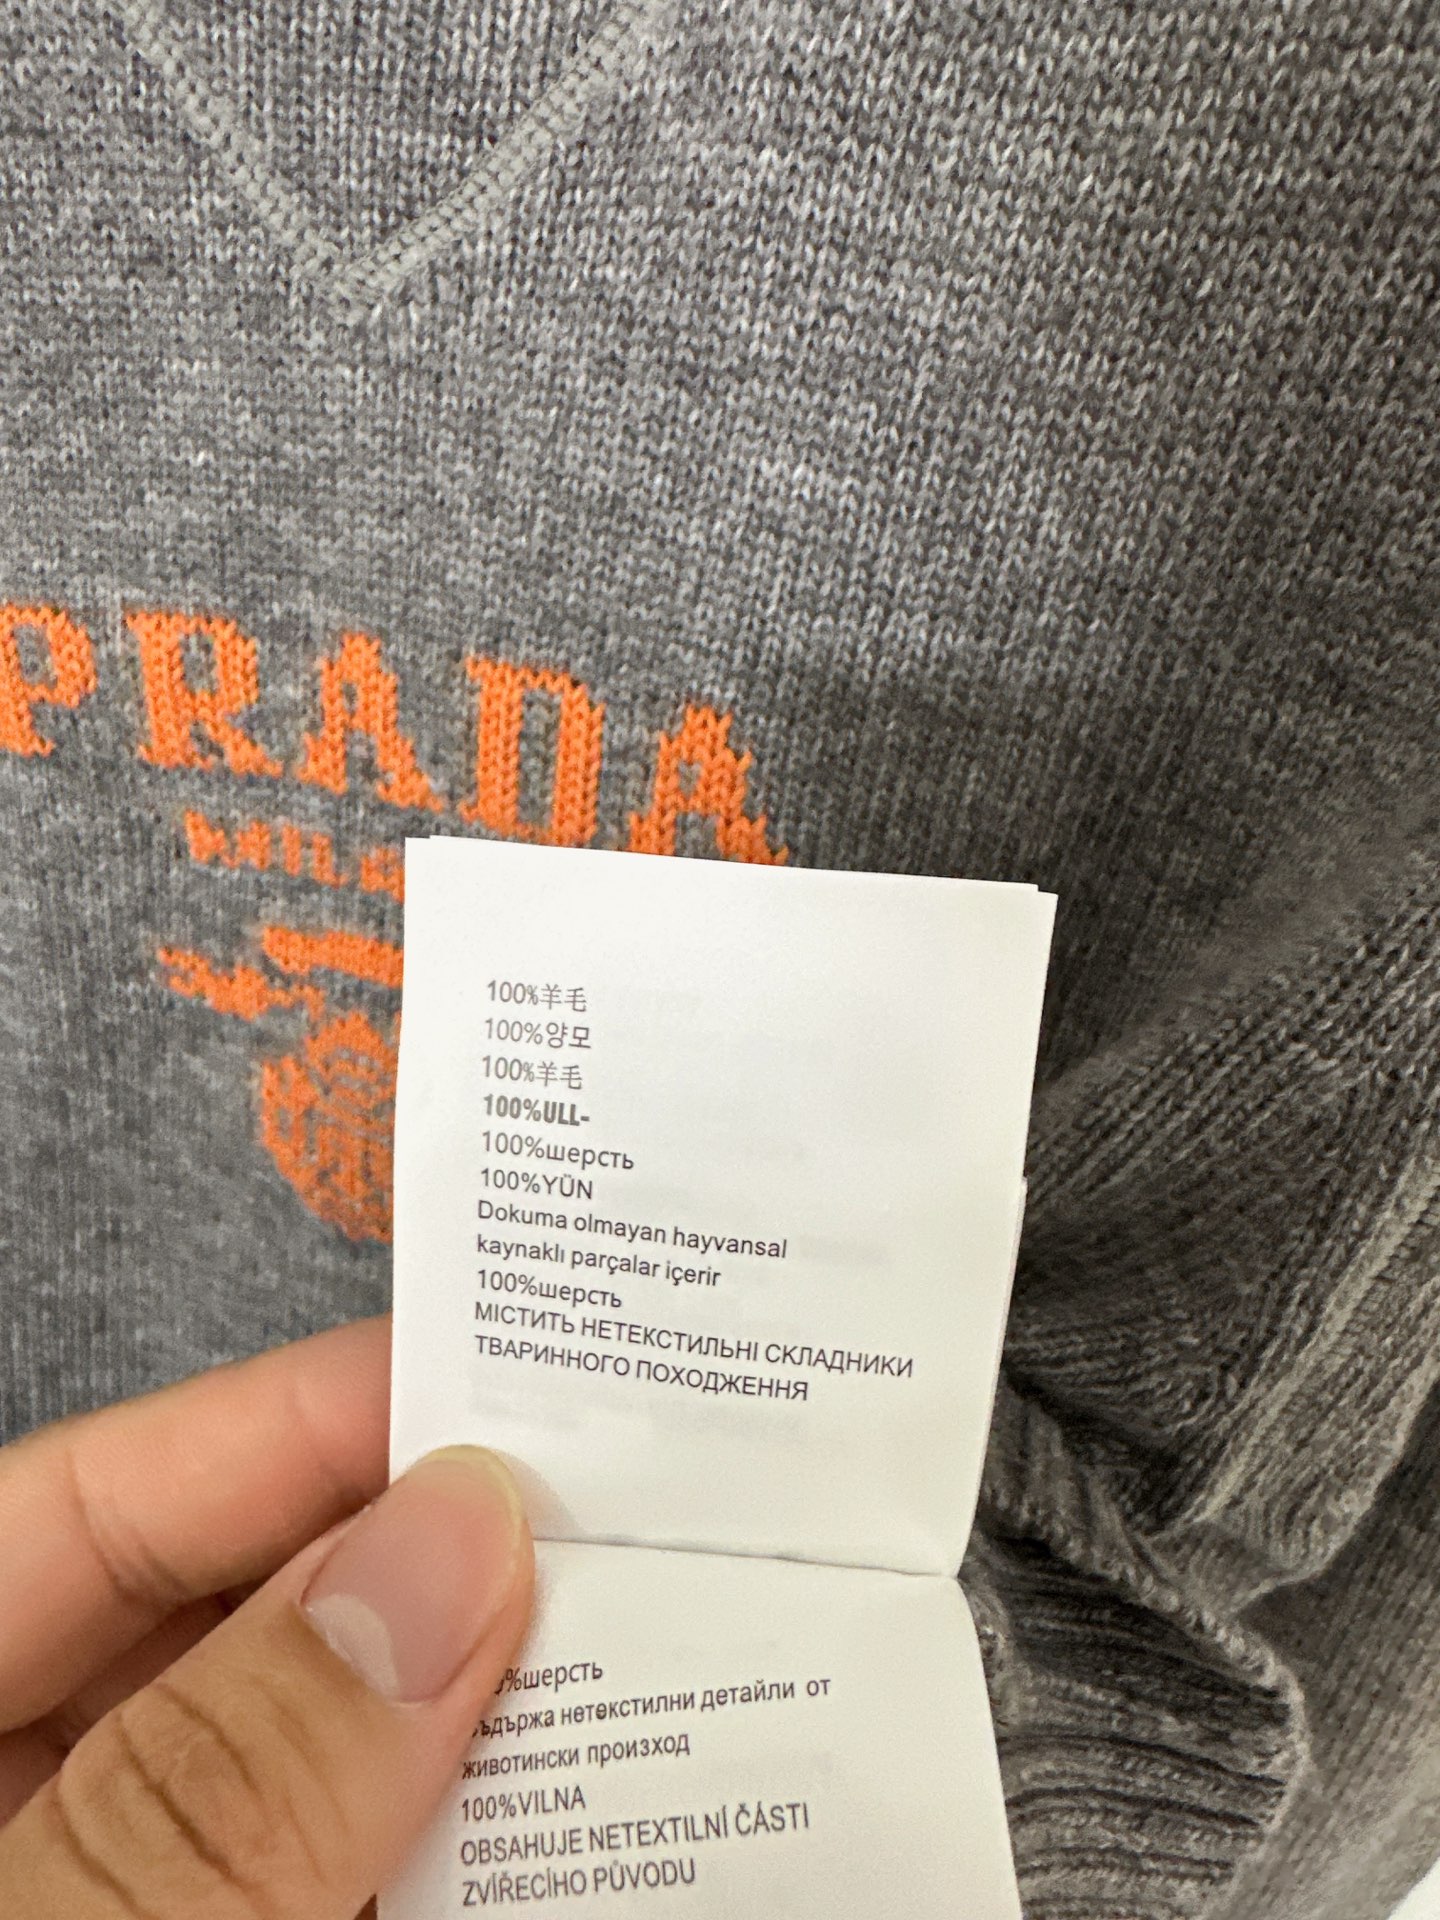 PRADA
100%羊毛
100%양모
100%羊毛
100%ULL-
100%шерсть
100%YÜN
Dokuma olmayan hayvansal
kaynaklı parçalar içerir
100%шерсть
МІСТИТЬ НЕТЕКСТИЛЬНІ СКЛАДНИКИ
ТВАРИННОГО ПОХОДЖЕННЯ
%шерсть
ъдържа нетекстилни детайли от
животински произход
100%VILNA
OBSAHUJE NETEXTILNÍ ČÁSTI
ZVÍŘECÍHO PŮVODU